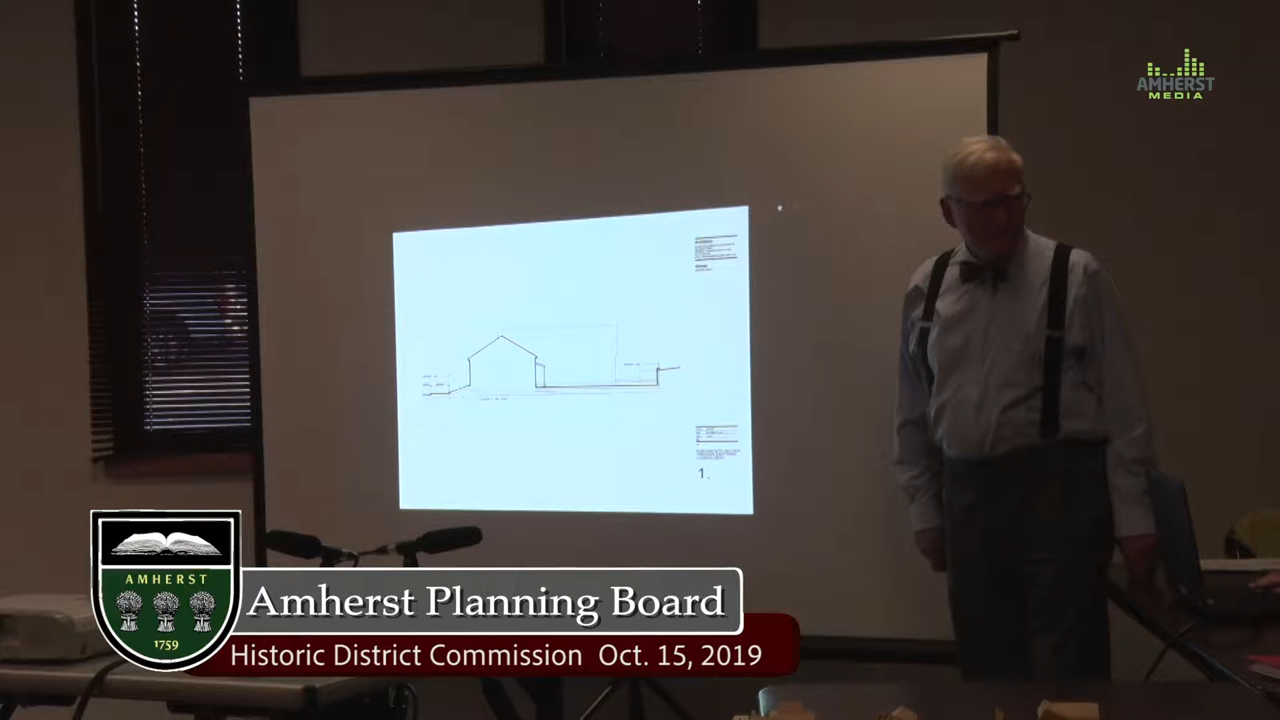 AMHERST
MEDIA
1.
AMHERST
1759
Amherst Planning Board
Historic District Commission Oct. 15, 2019